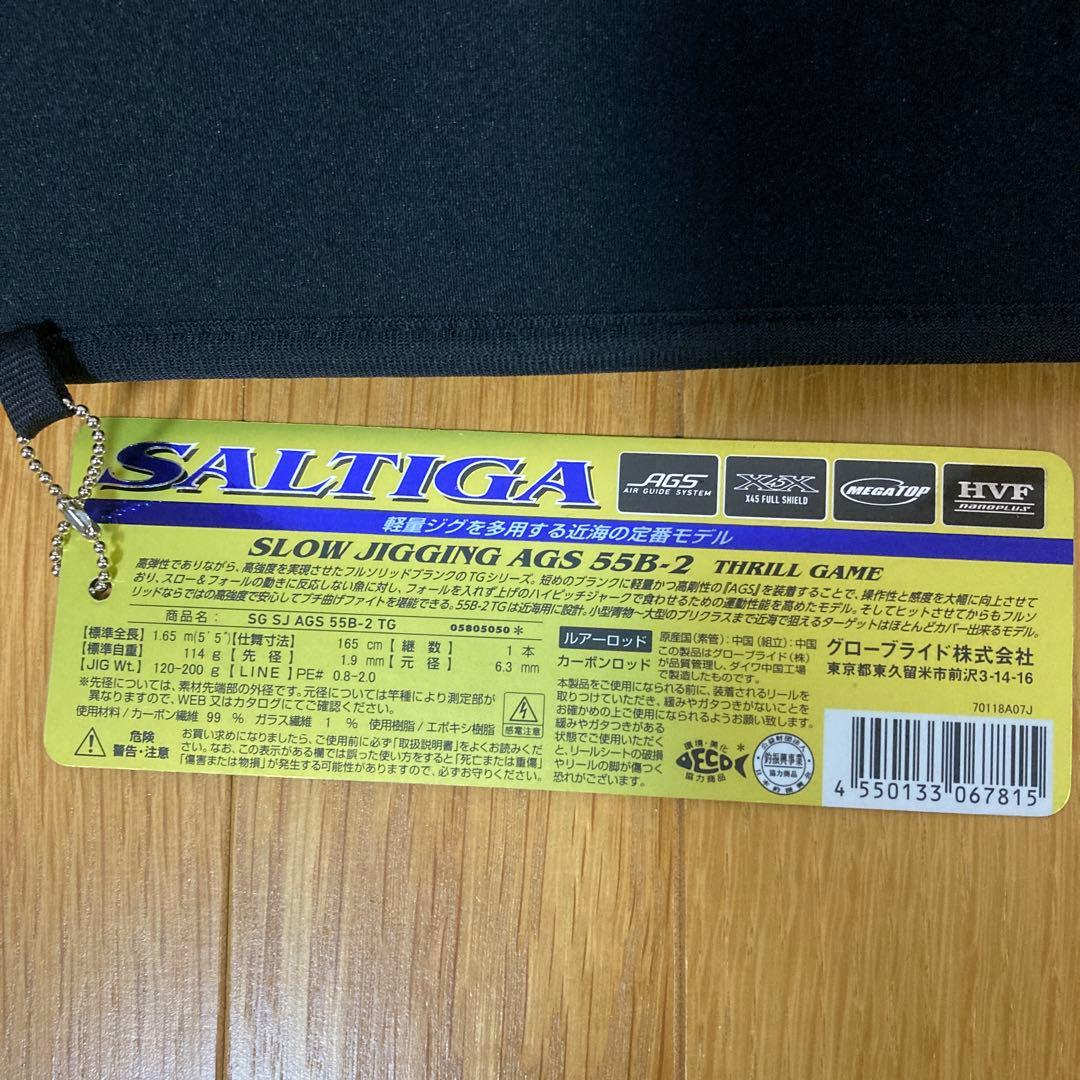 SALTIGA
AGS
AIR GUIDE SYSTEM
X45X
X45 FULL SHIELD
MEGATOP
HVF
nanoplus
軽量ジグを多用する近海の定番モデル
SLOW JIGGING AGS 55B-2 THRILL GAME
高弾性でありながら、高強度を実現させたフルソリッドブランクのTGシリーズ。短めのブランクに軽量かつ高剛性の『AGS』を装着することで、操作性と感度を大幅に向上させて
おり、スロー&フォールの動きに反応しない魚に対し、フォールを入れず上げのハイピッチジャークで食わせるための運動性能を高めたモデル。そしてヒットさせてからもフルソ
リッドならではの高強度で安心してブチ曲げファイトを堪能できる。55B-2 TGは近海用に設計。小型青物〜大型のブリクラスまで近海で狙えるターゲットはほとんどカバー出来るモデル。
商品名: SG SJ AGS 55B-2 TG 05805050*
【標準全長】 1.65 m(5'5") 【仕舞寸法】 165 cm 【継数】 1 本
【標準自重】 114 g 【先径】 1.9 mm 【元径】 6.3 mm
【JIG Wt.】 120-200 g 【LINE】 PE# 0.8-2.0
※先径については、素材先端部の外径です。元径については竿種により測定部が
異なりますので、WEB又はカタログにてご確認ください。
使用材料/カーボン繊維 99 % ガラス繊維 1 % 使用樹脂/エポキシ樹脂
感電注意
危険
警告・注意
お買い求めになりましたら、ご使用前に必ず「取扱説明書」をよくお読みくだ
さい。なお、この表示がある欄では誤った使い方をすると「死亡または重傷」
「傷害または物損」が発生する可能性がありますので、必ずお守りください。
ルアーロッド
カーボンロッド
原産国(素管):中国(組立):中国
この製品はグローブライド(株)
が品質管理し、ダイワ中国工場
で製造したものです。
本製品をご使用になられる前に、装着されるリールを
取りつけていただき、緩みやガタつきがないことを
お確かめの上ご使用になられるようお願い致します。
緩みやガタつきがある
状態でご使用いただく
と、リールシートの破損
やリールの脚が傷つく
恐れがございます。
グローブライド株式会社
東京都東久留米市前沢3-14-16
70118A07J
環境・美化
ECO
*
協力商品
公益財団法人
釣振興事業
協力商品
日本釣振興会
4 550133 067815